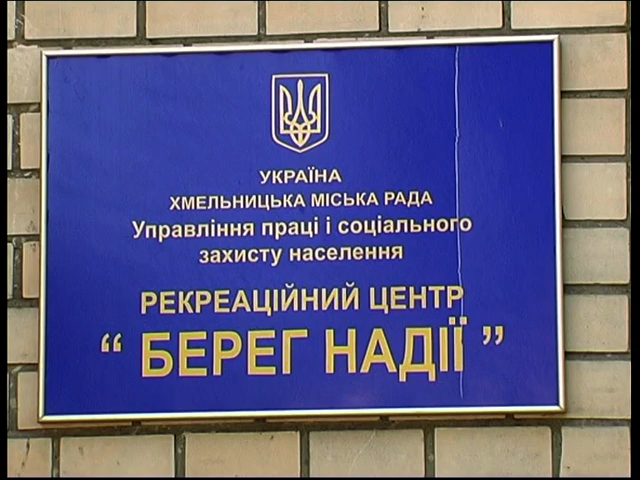 УКРАЇНА
ХМЕЛЬНИЦЬКА МІСЬКА РАДА
Управління праці і соціального
захисту населення
РЕКРЕАЦІЙНИЙ ЦЕНТР
“ БЕРЕГ НАДІЇ ”